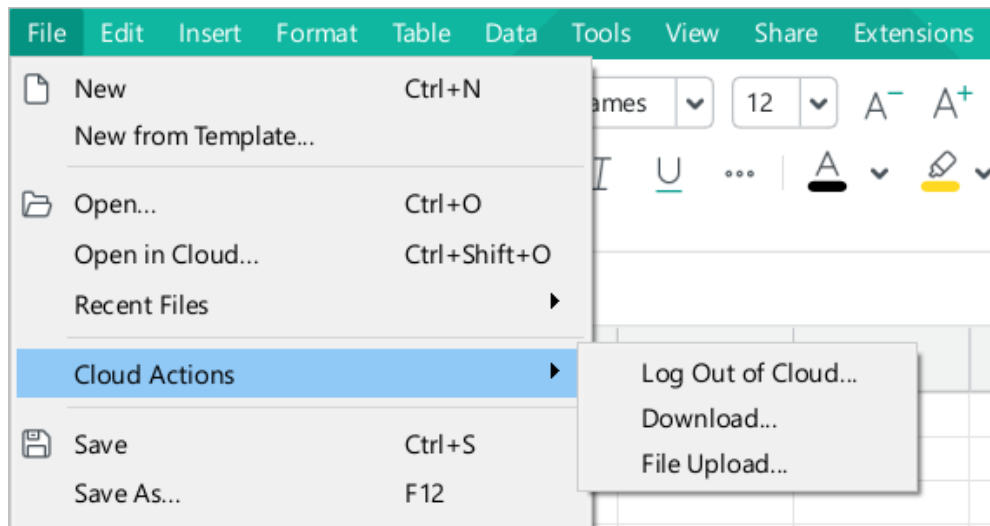 File Edit Insert Format Table Data Tools View Share Extensions
New Ctrl+N
New from Template...
Open... Ctrl+O
Open in Cloud... Ctrl+Shift+O
Recent Files
Cloud Actions
Save Ctrl+S
Save As... F12
ames 12 A− A+
I U A
Log Out of Cloud...
Download...
File Upload...